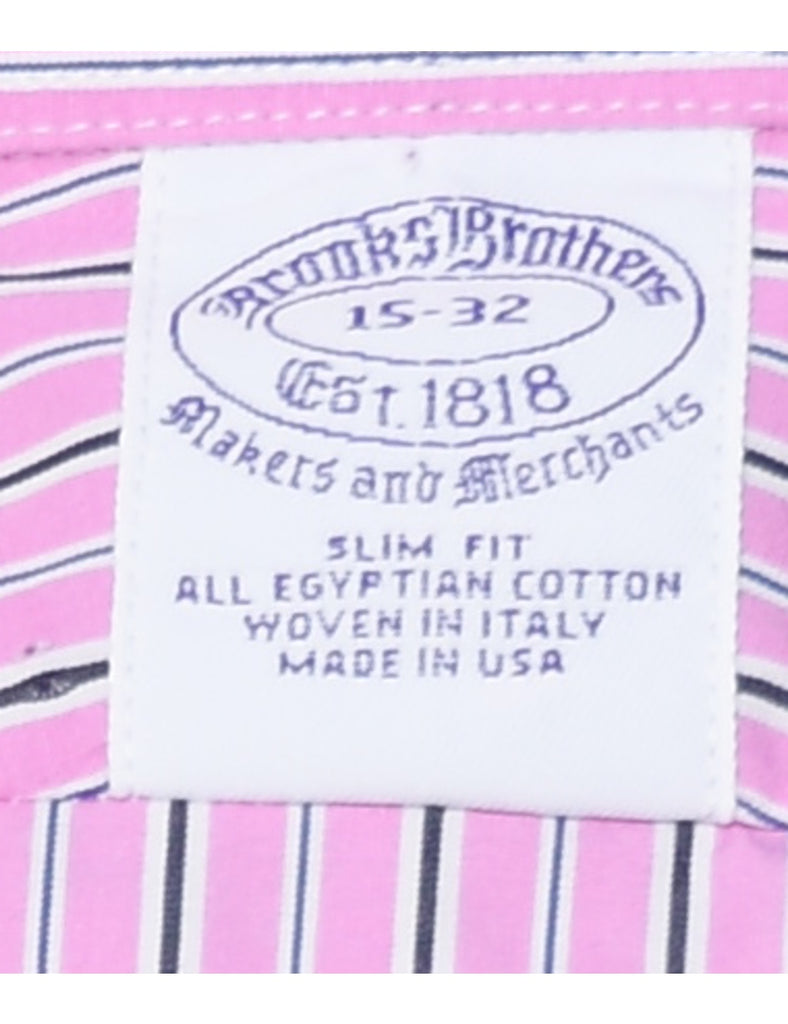 Brooks Brothers
15-32
Est. 1818
Makers and Merchants
SLIM FIT
ALL EGYPTIAN COTTON
WOVEN IN ITALY
MADE IN USA